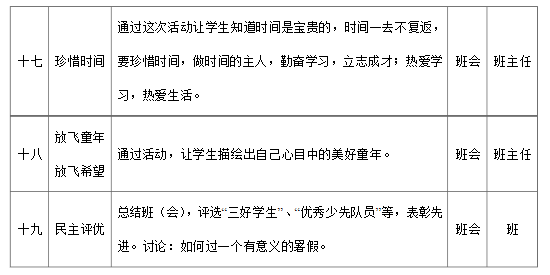 通过这次活动让学生知道时间是宝贵的，时间一去不复返，
十七 珍惜时间 要珍惜时间，做时间的主人，勤奋学习，立志成才；热爱学 班会 班主任
习，热爱生活。
放飞童年
十八 通过活动，让学生描绘出自己心目中的美好童年。 班会 班主任
放飞希望
总结班（会），评选“三好学生”、“优秀少先队员”等，表彰先
十九 民主评优 班会 班
进。讨论：如何过一个有意义的署假。